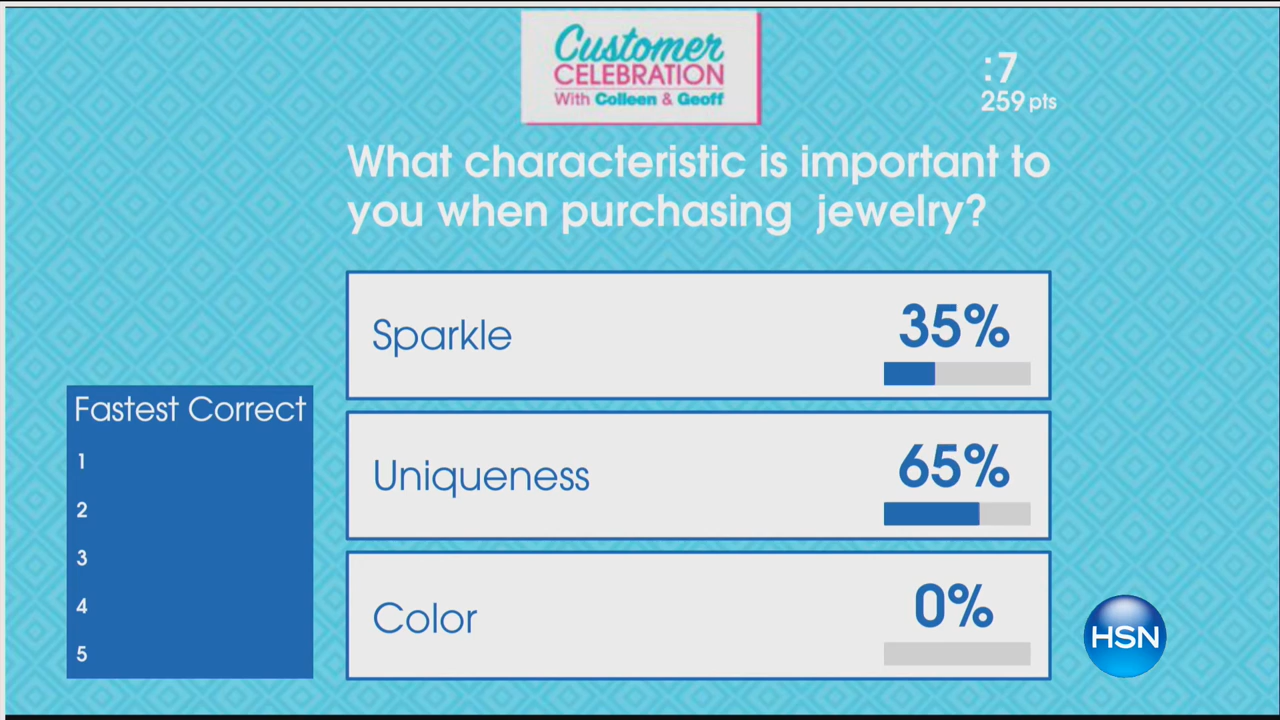 Customer
CELEBRATION
With Colleen & Geoff
:7
259 pts
What characteristic is important to
you when purchasing jewelry?
Sparkle
35%
Uniqueness
65%
Color
0%
Fastest Correct
1
2
3
4
5
HSN